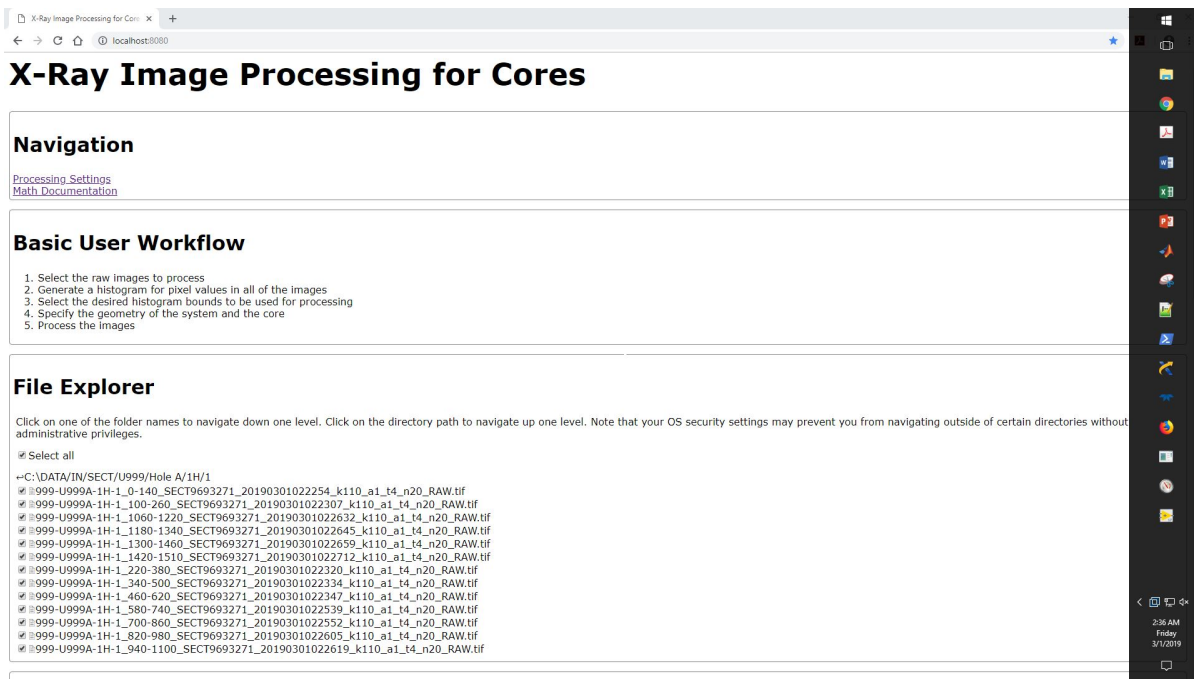 X-Ray Image Processing for Core
localhost:8080
X-Ray Image Processing for Cores
Navigation
Processing Settings
Math Documentation
Basic User Workflow
1. Select the raw images to process
2. Generate a histogram for pixel values in all of the images
3. Select the desired histogram bounds to be used for processing
4. Specify the geometry of the system and the core
5. Process the images
File Explorer
Click on one of the folder names to navigate down one level. Click on the directory path to navigate up one level. Note that your OS security settings may prevent you from navigating outside of certain directories without
administrative privileges.
Select all
↩C:\DATA/IN/SECT/U999/Hole A/1H/1
999-U999A-1H-1_0-140_SECT9693271_20190301022254_k110_a1_t4_n20_RAW.tif
999-U999A-1H-1_100-260_SECT9693271_20190301022307_k110_a1_t4_n20_RAW.tif
999-U999A-1H-1_1060-1220_SECT9693271_20190301022632_k110_a1_t4_n20_RAW.tif
999-U999A-1H-1_1180-1340_SECT9693271_20190301022645_k110_a1_t4_n20_RAW.tif
999-U999A-1H-1_1300-1460_SECT9693271_20190301022659_k110_a1_t4_n20_RAW.tif
999-U999A-1H-1_1420-1510_SECT9693271_20190301022712_k110_a1_t4_n20_RAW.tif
999-U999A-1H-1_220-380_SECT9693271_20190301022320_k110_a1_t4_n20_RAW.tif
999-U999A-1H-1_340-500_SECT9693271_20190301022334_k110_a1_t4_n20_RAW.tif
999-U999A-1H-1_460-620_SECT9693271_20190301022347_k110_a1_t4_n20_RAW.tif
999-U999A-1H-1_580-740_SECT9693271_20190301022539_k110_a1_t4_n20_RAW.tif
999-U999A-1H-1_700-860_SECT9693271_20190301022552_k110_a1_t4_n20_RAW.tif
999-U999A-1H-1_820-980_SECT9693271_20190301022605_k110_a1_t4_n20_RAW.tif
999-U999A-1H-1_940-1100_SECT9693271_20190301022619_k110_a1_t4_n20_RAW.tif
2:36 AM
Friday
3/1/2019